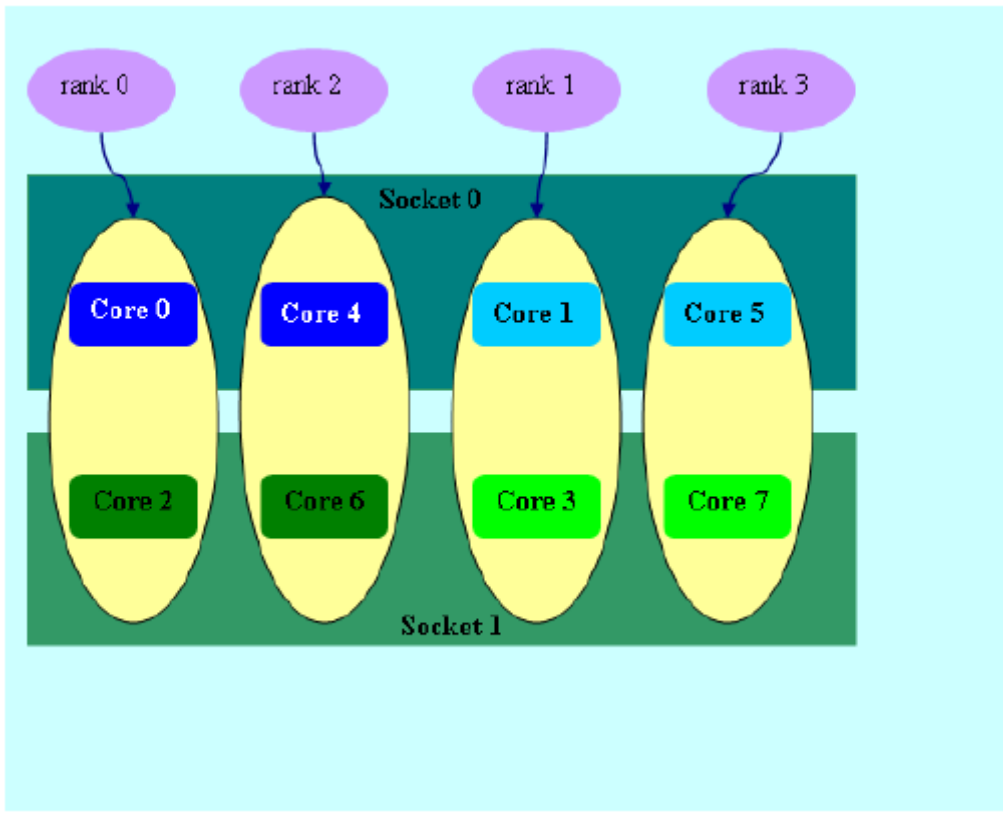 rank 0
rank 2
rank 1
rank 3
Socket 0
Core 0
Core 4
Core 1
Core 5
Core 2
Core 6
Core 3
Core 7
Socket 1